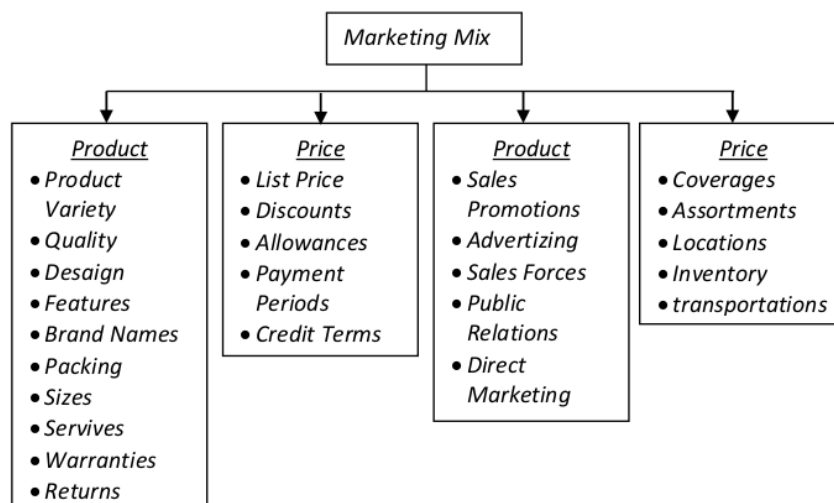 Marketing Mix
Product
• Product
Variety
• Quality
• Desaign
• Features
• Brand Names
• Packing
• Sizes
• Servives
• Warranties
• Returns
Price
• List Price
• Discounts
• Allowances
• Payment
Periods
• Credit Terms
Product
• Sales
Promotions
• Advertizing
• Sales Forces
• Public
Relations
• Direct
Marketing
Price
• Coverages
• Assortments
• Locations
• Inventory
• transportations